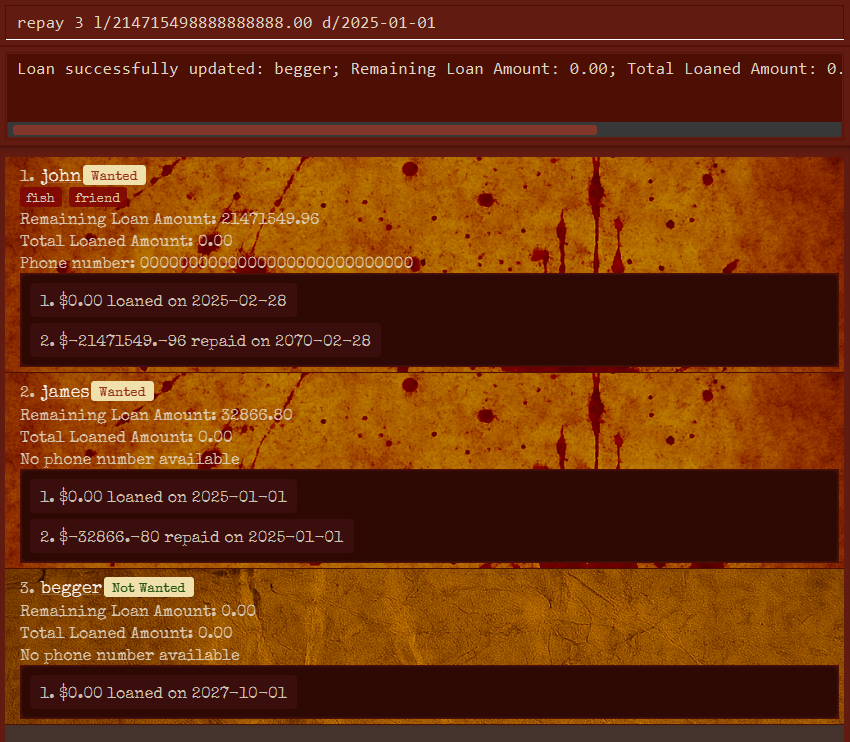 repay 3 l/214715498888888888.00 d/2025-01-01
Loan successfully updated: begger; Remaining Loan Amount: 0.00; Total Loaned Amount: 0.
1. john Wanted
fish friend
Remaining Loan Amount: 21471549.96
Total Loaned Amount: 0.00
Phone number: 0000000000000000000000000000
1. $0.00 loaned on 2025-02-28
2. $-21471549.-96 repaid on 2070-02-28
2. james Wanted
Remaining Loan Amount: 32866.80
Total Loaned Amount: 0.00
No phone number available
1. $0.00 loaned on 2025-01-01
2. $-32866.-80 repaid on 2025-01-01
3. begger Not Wanted
Remaining Loan Amount: 0.00
Total Loaned Amount: 0.00
No phone number available
1. $0.00 loaned on 2027-10-01